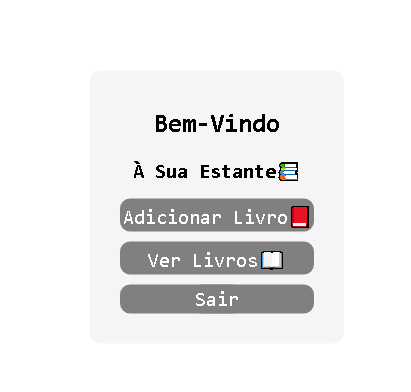 Bem-Vindo
À Sua Estante📚
Adicionar Livro📕
Ver Livros📖
Sair